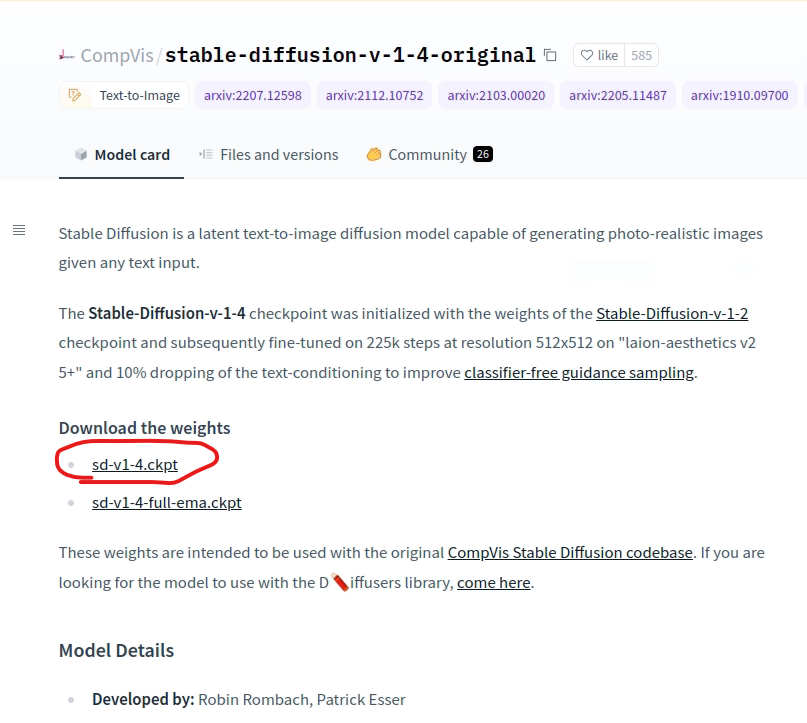 CompVis/stable-diffusion-v-1-4-original like 585
Text-to-Image arxiv:2207.12598 arxiv:2112.10752 arxiv:2103.00020 arxiv:2205.11487 arxiv:1910.09700
Model card Files and versions Community 26
Stable Diffusion is a latent text-to-image diffusion model capable of generating photo-realistic images
given any text input.
The Stable-Diffusion-v-1-4 checkpoint was initialized with the weights of the Stable-Diffusion-v-1-2
checkpoint and subsequently fine-tuned on 225k steps at resolution 512x512 on "laion-aesthetics v2
5+" and 10% dropping of the text-conditioning to improve classifier-free guidance sampling.
Download the weights
sd-v1-4.ckpt
sd-v1-4-full-ema.ckpt
These weights are intended to be used with the original CompVis Stable Diffusion codebase. If you are
looking for the model to use with the D🧨iffusers library, come here.
Model Details
Developed by: Robin Rombach, Patrick Esser